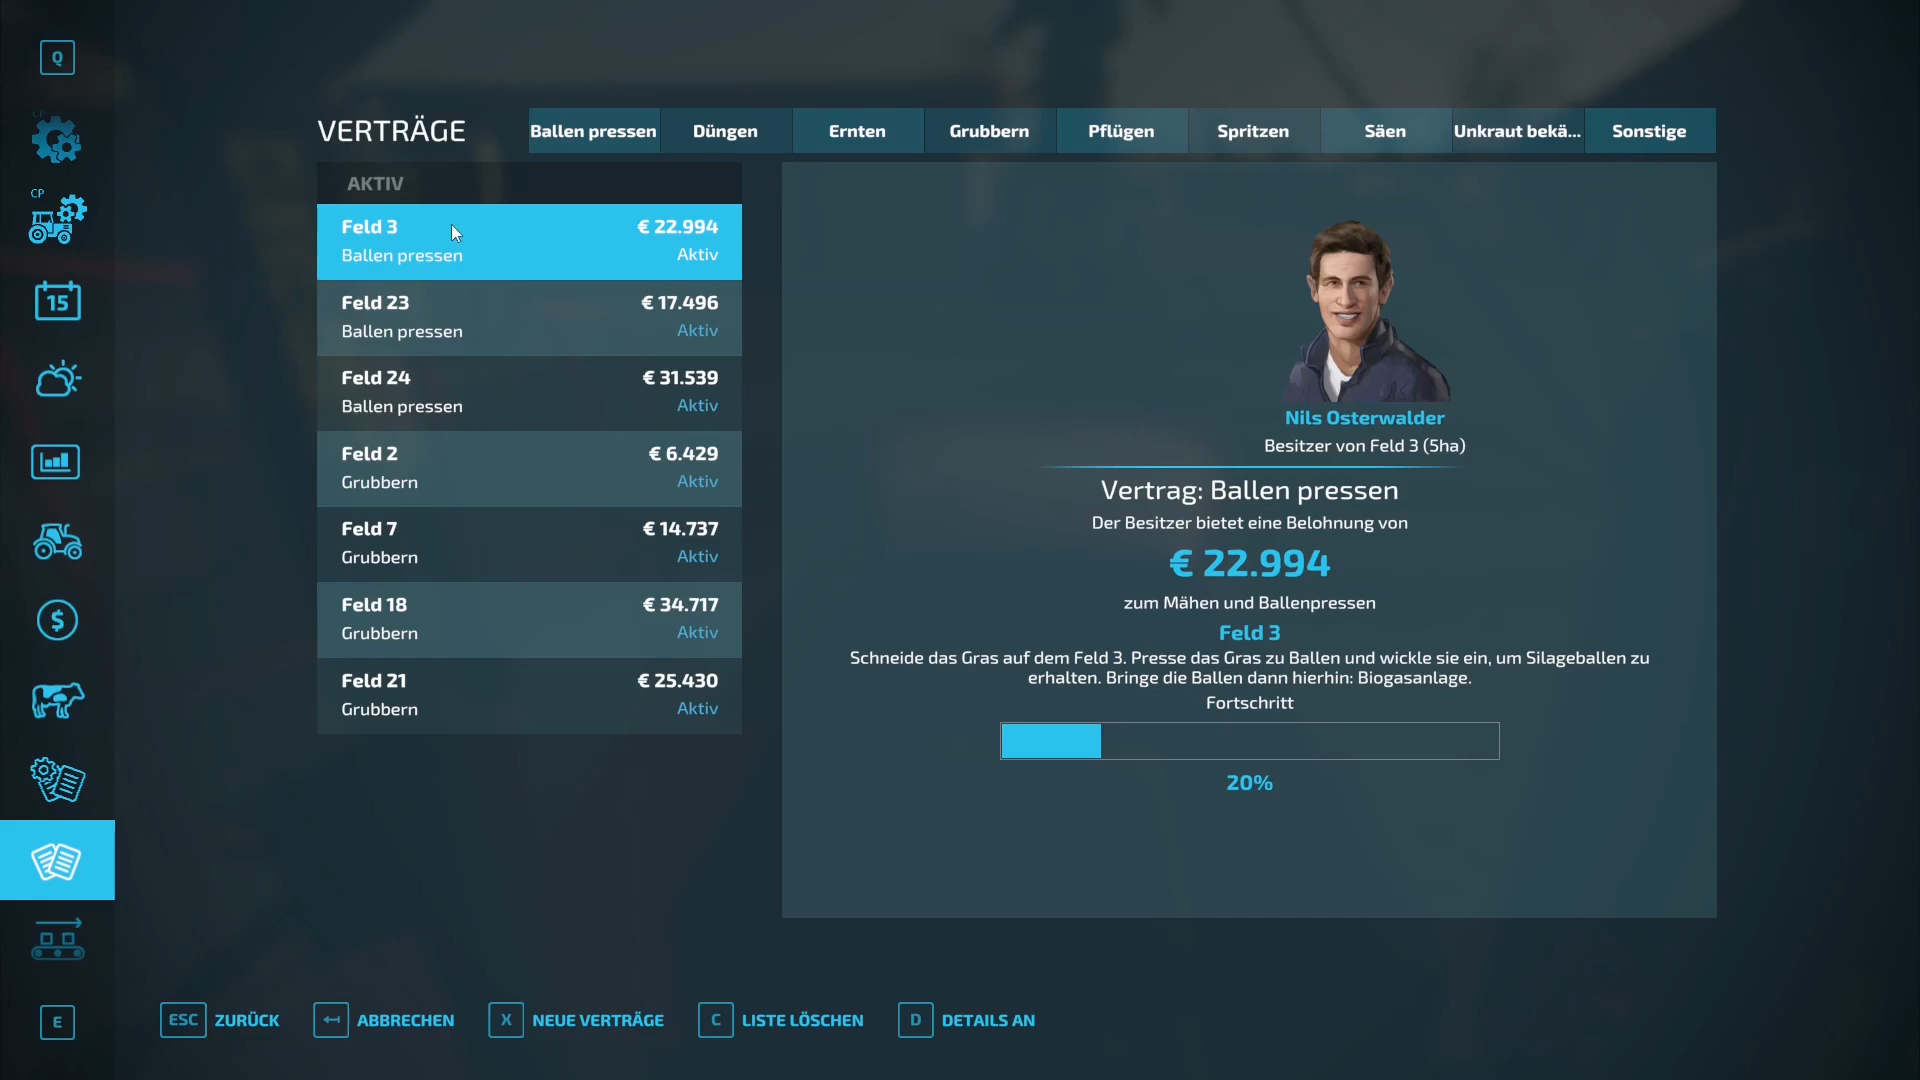 Q
CP
CP
15
E
VERTRÄGE
Ballen pressen
Düngen
Ernten
Grubbern
Pflügen
Spritzen
Säen
Unkraut bekä...
Sonstige
AKTIV
Feld 3 € 22.994
Ballen pressen Aktiv
Feld 23 € 17.496
Ballen pressen Aktiv
Feld 24 € 31.539
Ballen pressen Aktiv
Feld 2 € 6.429
Grubbern Aktiv
Feld 7 € 14.737
Grubbern Aktiv
Feld 18 € 34.717
Grubbern Aktiv
Feld 21 € 25.430
Grubbern Aktiv
Nils Osterwalder
Besitzer von Feld 3 (5ha)
Vertrag: Ballen pressen
Der Besitzer bietet eine Belohnung von
€ 22.994
zum Mähen und Ballenpressen
Feld 3
Schneide das Gras auf dem Feld 3. Presse das Gras zu Ballen und wickle sie ein, um Silageballen zu
erhalten. Bringe die Ballen dann hierhin: Biogasanlage.
Fortschritt
20%
ESC ZURÜCK
ABBRECHEN
X NEUE VERTRÄGE
C LISTE LÖSCHEN
D DETAILS AN